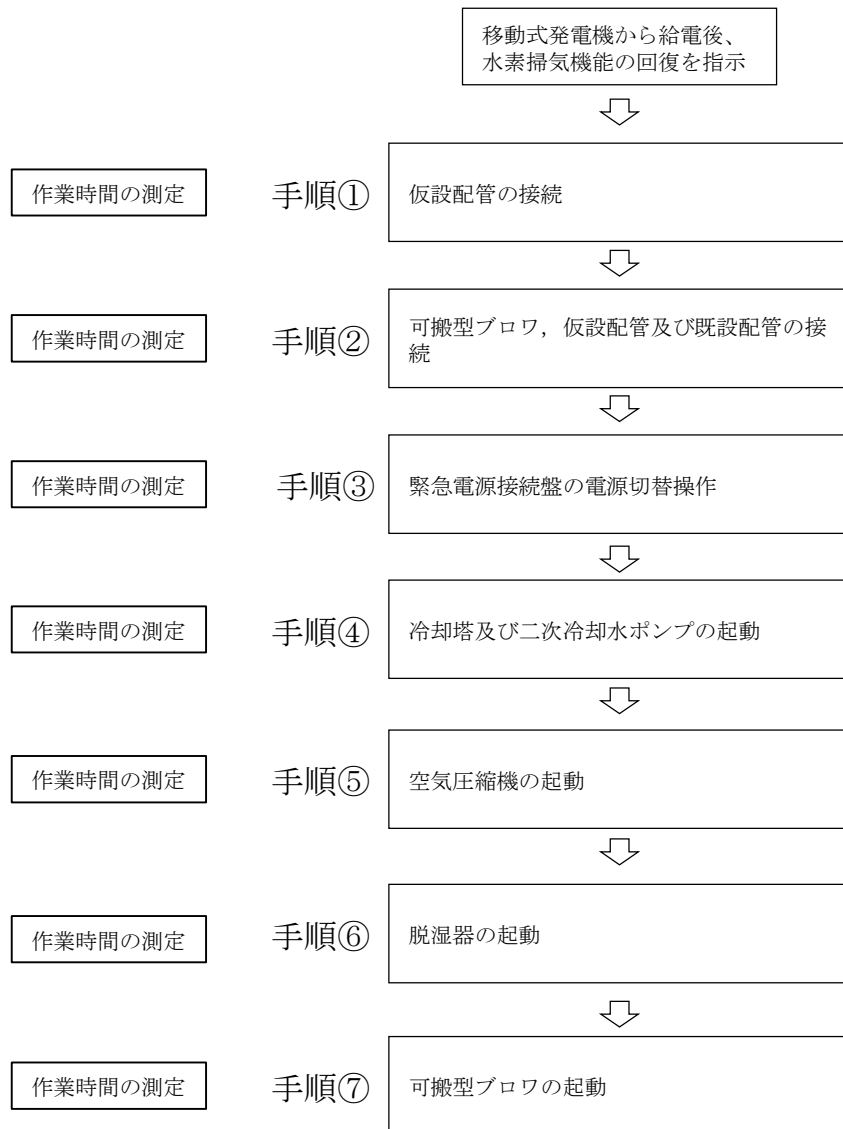 移動式発電機から給電後、
水素掃気機能の回復を指示
作業時間の測定
手順①
仮設配管の接続
作業時間の測定
手順②
可搬型ブロワ，仮設配管及び既設配管の接
続
作業時間の測定
手順③
緊急電源接続盤の電源切替操作
作業時間の測定
手順④
冷却塔及び二次冷却水ポンプの起動
作業時間の測定
手順⑤
空気圧縮機の起動
作業時間の測定
手順⑥
脱湿器の起動
作業時間の測定
手順⑦
可搬型ブロワの起動